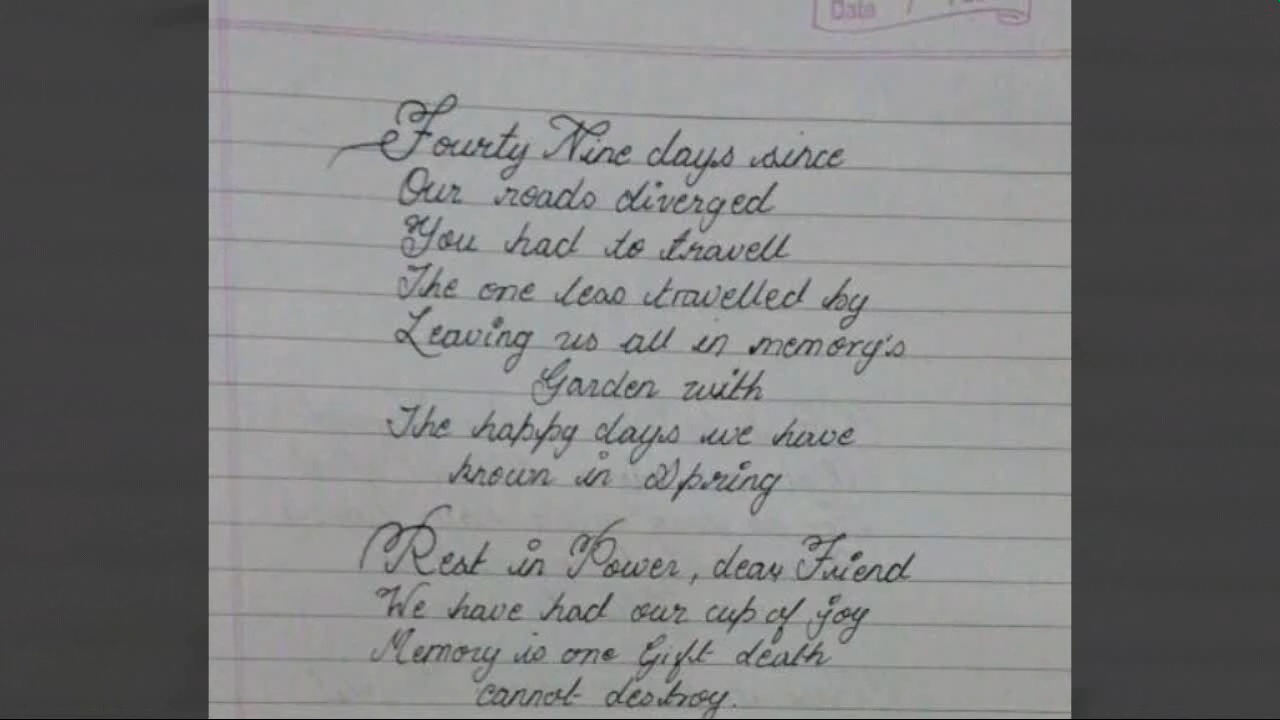 Data / /
Fourty Nine days since
Our roads diverged
You had to travell
The one less travelled by
Leaving us all in memory's
Garden with
The happy days we have
known in Spring
Rest in Power, dear Friend
We have had our cup of joy
Memory is one Gift death
cannot destroy.